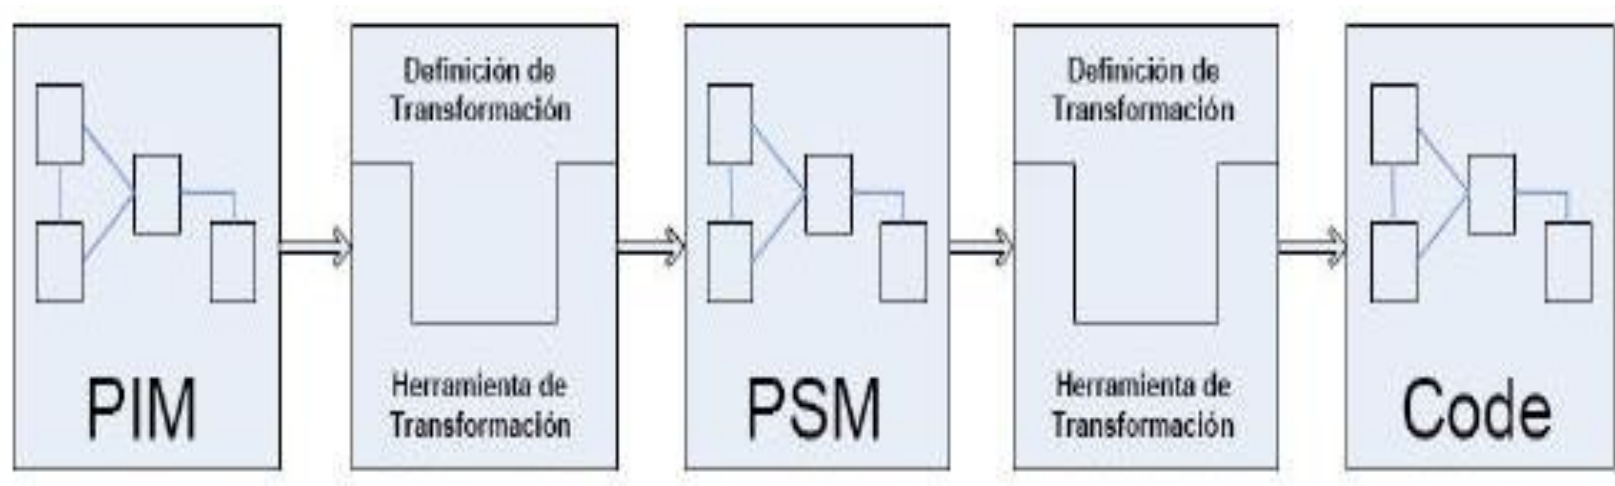 Definición de
Transformación
Herramienta de
Transformación
PIM
Definición de
Transformación
Herramienta de
Transformación
PSM
Code